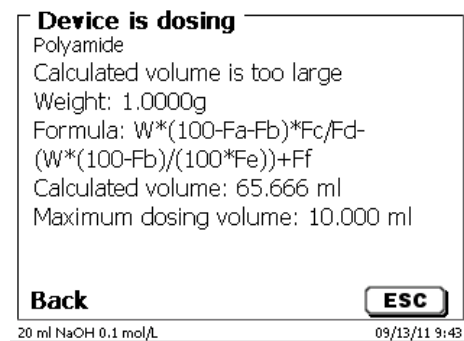 Device is dosing
Polyamide
Calculated volume is too large
Weight: 1.0000g
Formula: W*(100-Fa-Fb)*Fc/Fd-
(W*(100-Fb)/(100*Fe))+Ff
Calculated volume: 65.666 ml
Maximum dosing volume: 10.000 ml
Back ESC
20 ml NaOH 0.1 mol/L 09/13/11 9:43